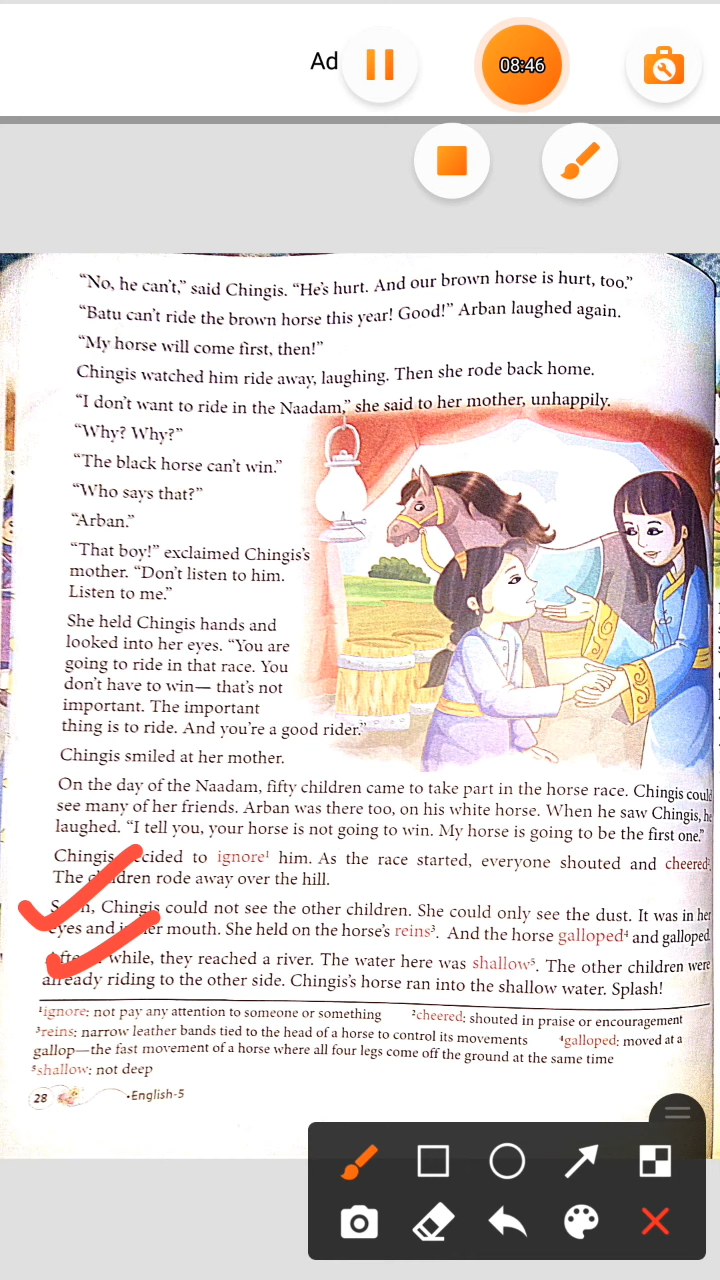 Ad
08:46
“No, he can’t,” said Chingis. “He’s hurt. And our brown horse is hurt, too.”
“Batu can’t ride the brown horse this year! Good!” Arban laughed again.
“My horse will come first, then!”
Chingis watched him ride away, laughing. Then she rode back home.
“I don’t want to ride in the Naadam,” she said to her mother, unhappily.
“Why? Why?”
“The black horse can’t win.”
“Who says that?”
“Arban.”
“That boy!” exclaimed Chingis’s
mother. “Don’t listen to him.
Listen to me.”
She held Chingis hands and
looked into her eyes. “You are
going to ride in that race. You
don’t have to win— that’s not
important. The important
thing is to ride. And you’re a good rider.”
Chingis smiled at her mother.
On the day of the Naadam, fifty children came to take part in the horse race. Chingis could
see many of her friends. Arban was there too, on his white horse. When he saw Chingis, he
laughed. “I tell you, your horse is not going to win. My horse is going to be the first one.”
Chingis decided to ignore¹ him. As the race started, everyone shouted and cheered².
The children rode away over the hill.
Soon, Chingis could not see the other children. She could only see the dust. It was in her
eyes and in her mouth. She held on the horse’s reins³. And the horse galloped⁴ and galloped.
After a while, they reached a river. The water here was shallow⁵. The other children were
already riding to the other side. Chingis’s horse ran into the shallow water. Splash!
¹ignore: not pay any attention to someone or something ²cheered: shouted in praise or encouragement
³reins: narrow leather bands tied to the head of a horse to control its movements ⁴galloped: moved at a
gallop—the fast movement of a horse where all four legs come off the ground at the same time
⁵shallow: not deep
28 •English-5